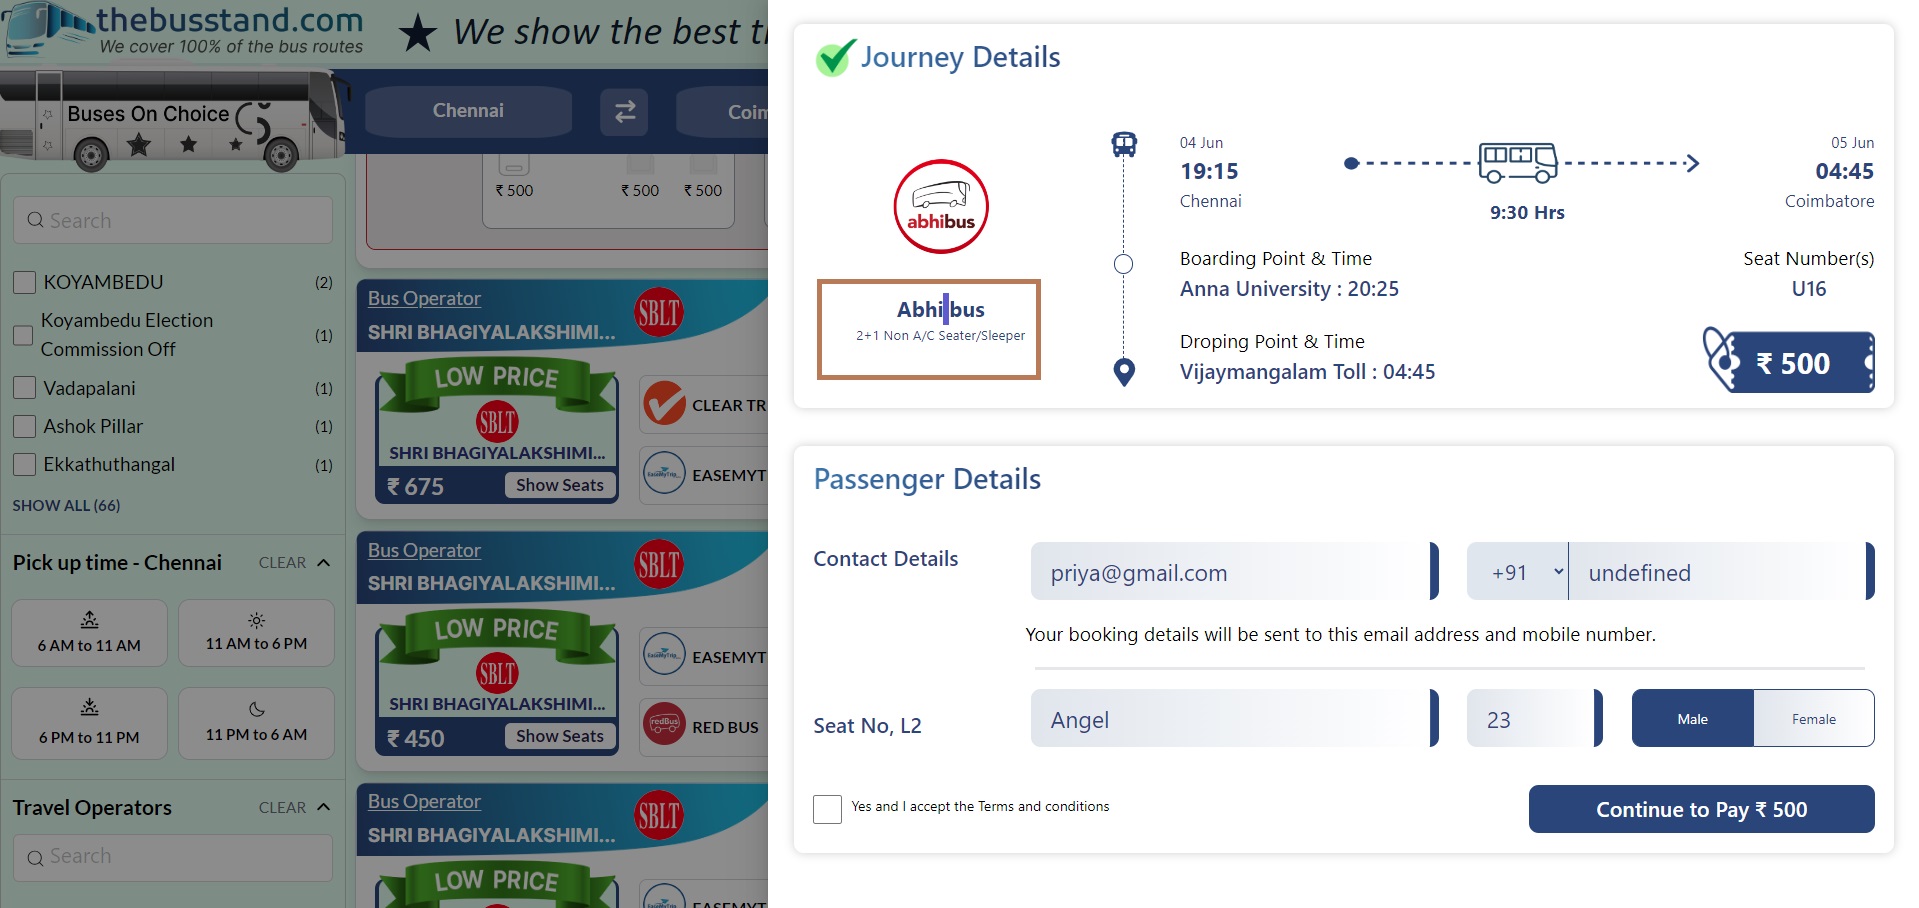 thebusstand.com
We cover 100% of the bus routes
★ We show the best
Buses On Choice
Chennai
₹ 500
₹ 500
₹ 500
Search
KOYAMBEDU (2)
Koyambedu Election
Commission Off (1)
Vadapalani (1)
Ashok Pillar (1)
Ekkathuthangal (1)
SHOW ALL (66)
Pick up time - Chennai CLEAR
6 AM to 11 AM
11 AM to 6 PM
6 PM to 11 PM
11 PM to 6 AM
Travel Operators CLEAR
Search
Bus Operator
SHRI BHAGIYALAKSHIMI...
SBLT
LOW PRICE
SBLT
SHRI BHAGIYALAKSHIMI...
₹ 675
Show Seats
CLEAR TR
EaseMyTrip
EASEMYT
Bus Operator
SHRI BHAGIYALAKSHIMI...
SBLT
LOW PRICE
SBLT
SHRI BHAGIYALAKSHIMI...
₹ 450
Show Seats
EaseMyTrip
EASEMYT
redBus
RED BUS
Bus Operator
SHRI BHAGIYALAKSHIMI...
SBLT
LOW PRICE
Journey Details
abhibus
Abhibus
2+1 Non A/C Seater/Sleeper
04 Jun
19:15
Chennai
9:30 Hrs
05 Jun
04:45
Coimbatore
Boarding Point & Time
Anna University : 20:25
Seat Number(s)
U16
Droping Point & Time
Vijaymangalam Toll : 04:45
₹ 500
Passenger Details
Contact Details
priya@gmail.com
+91
undefined
Your booking details will be sent to this email address and mobile number.
Seat No, L2
Angel
23
Male
Female
Yes and I accept the Terms and conditions
Continue to Pay ₹ 500